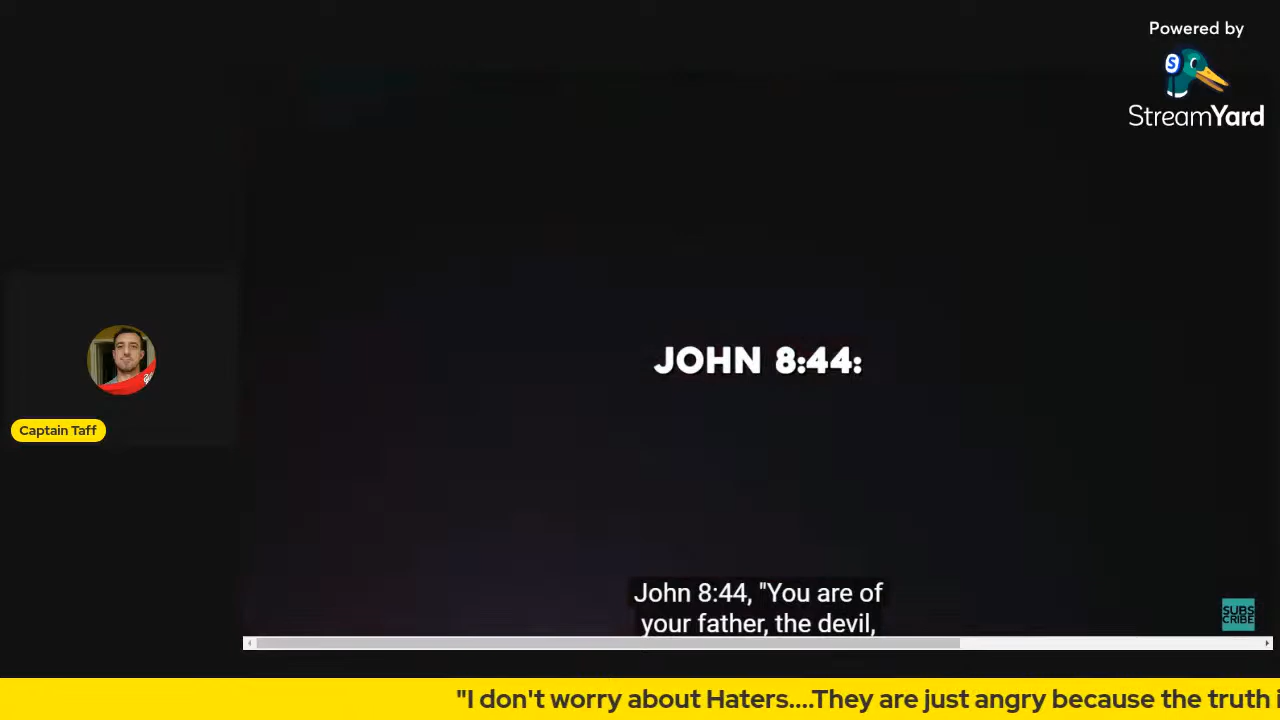 Powered by
StreamYard
JOHN 8:44:
Captain Taff
John 8:44, "You are of
your father, the devil,
SUBS
CRIBE
"I don't worry about Haters....They are just angry because the truth i